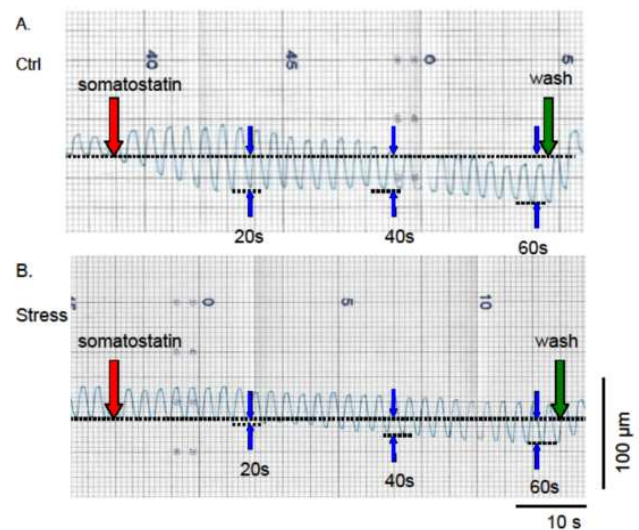 A.
Ctrl
40
45
0
5
somatostatin
wash
20s
40s
60s
B.
Stress
0
5
10
somatostatin
wash
20s
40s
60s
100 µm
10 s